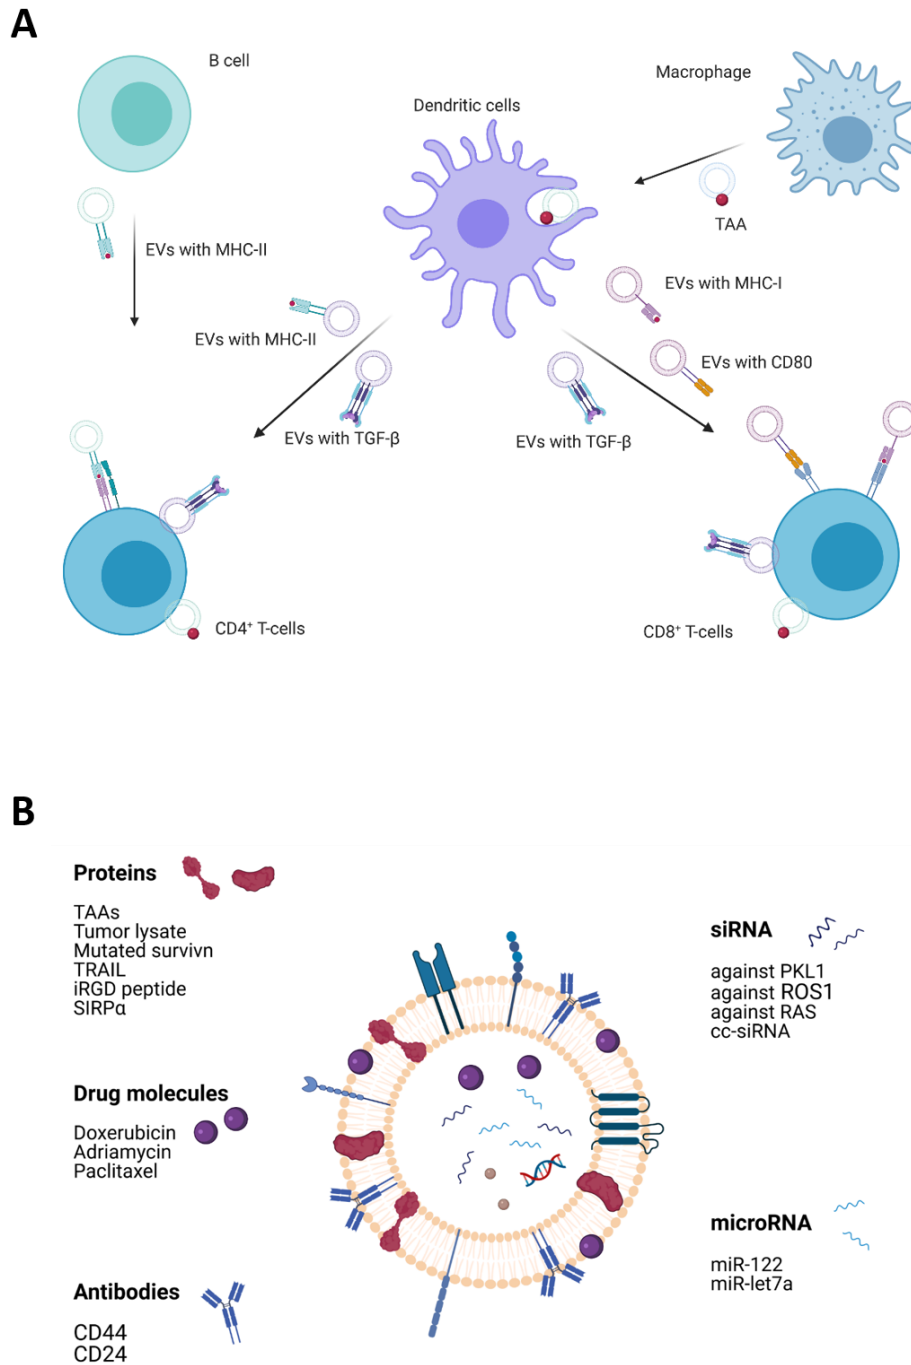 A
B cell
Macrophage
Dendritic cells
TAA
EVs with MHC-II
EVs with MHC-I
EVs with MHC-II
EVs with CD80
EVs with TGF-β
EVs with TGF-β
CD4⁺ T-cells
CD8⁺ T-cells
B
Proteins
TAAs
Tumor lysate
Mutated survivn
TRAIL
iRGD peptide
SIRPα
Drug molecules
Doxerubicin
Adriamycin
Paclitaxel
Antibodies
CD44
CD24
siRNA
against PKL1
against ROS1
against RAS
cc-siRNA
microRNA
miR-122
miR-let7a